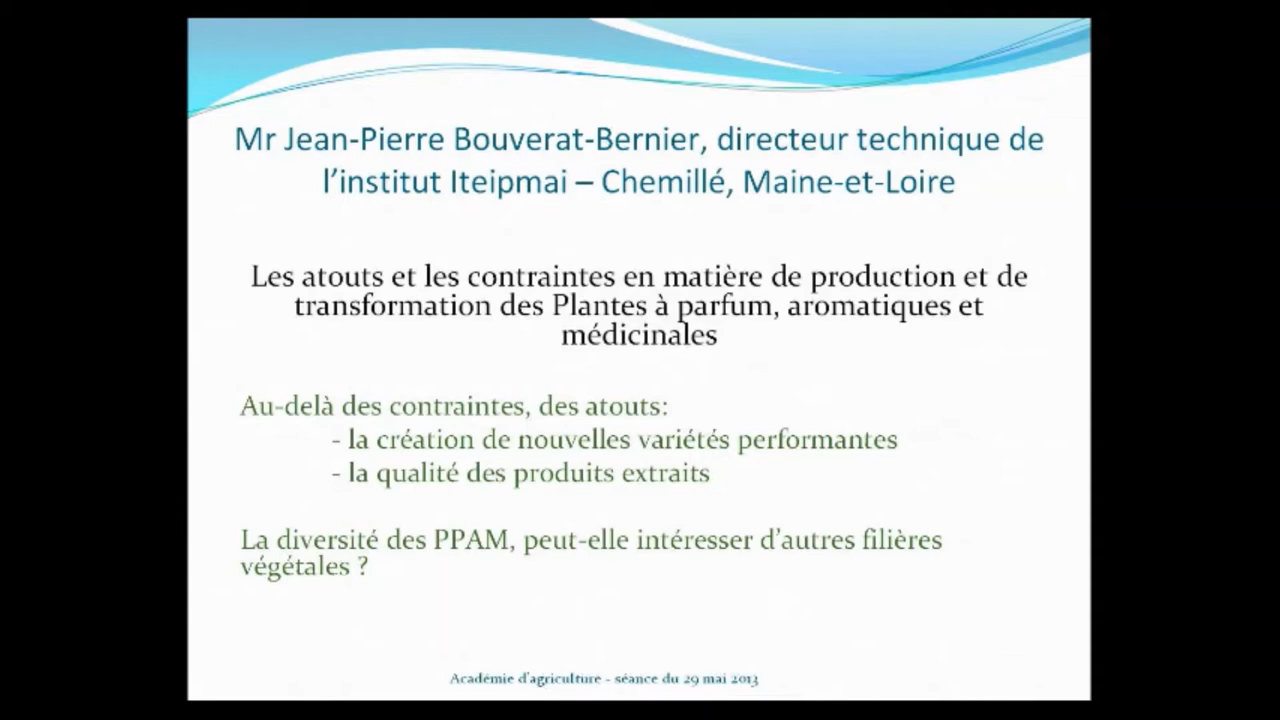 Mr Jean-Pierre Bouverat-Bernier, directeur technique de
l’institut Iteipmai – Chemillé, Maine-et-Loire
Les atouts et les contraintes en matière de production et de
transformation des Plantes à parfum, aromatiques et
médicinales
Au-delà des contraintes, des atouts:
- la création de nouvelles variétés performantes
- la qualité des produits extraits
La diversité des PPAM, peut-elle intéresser d’autres filières
végétales ?
Académie d’agriculture - séance du 29 mai 2013